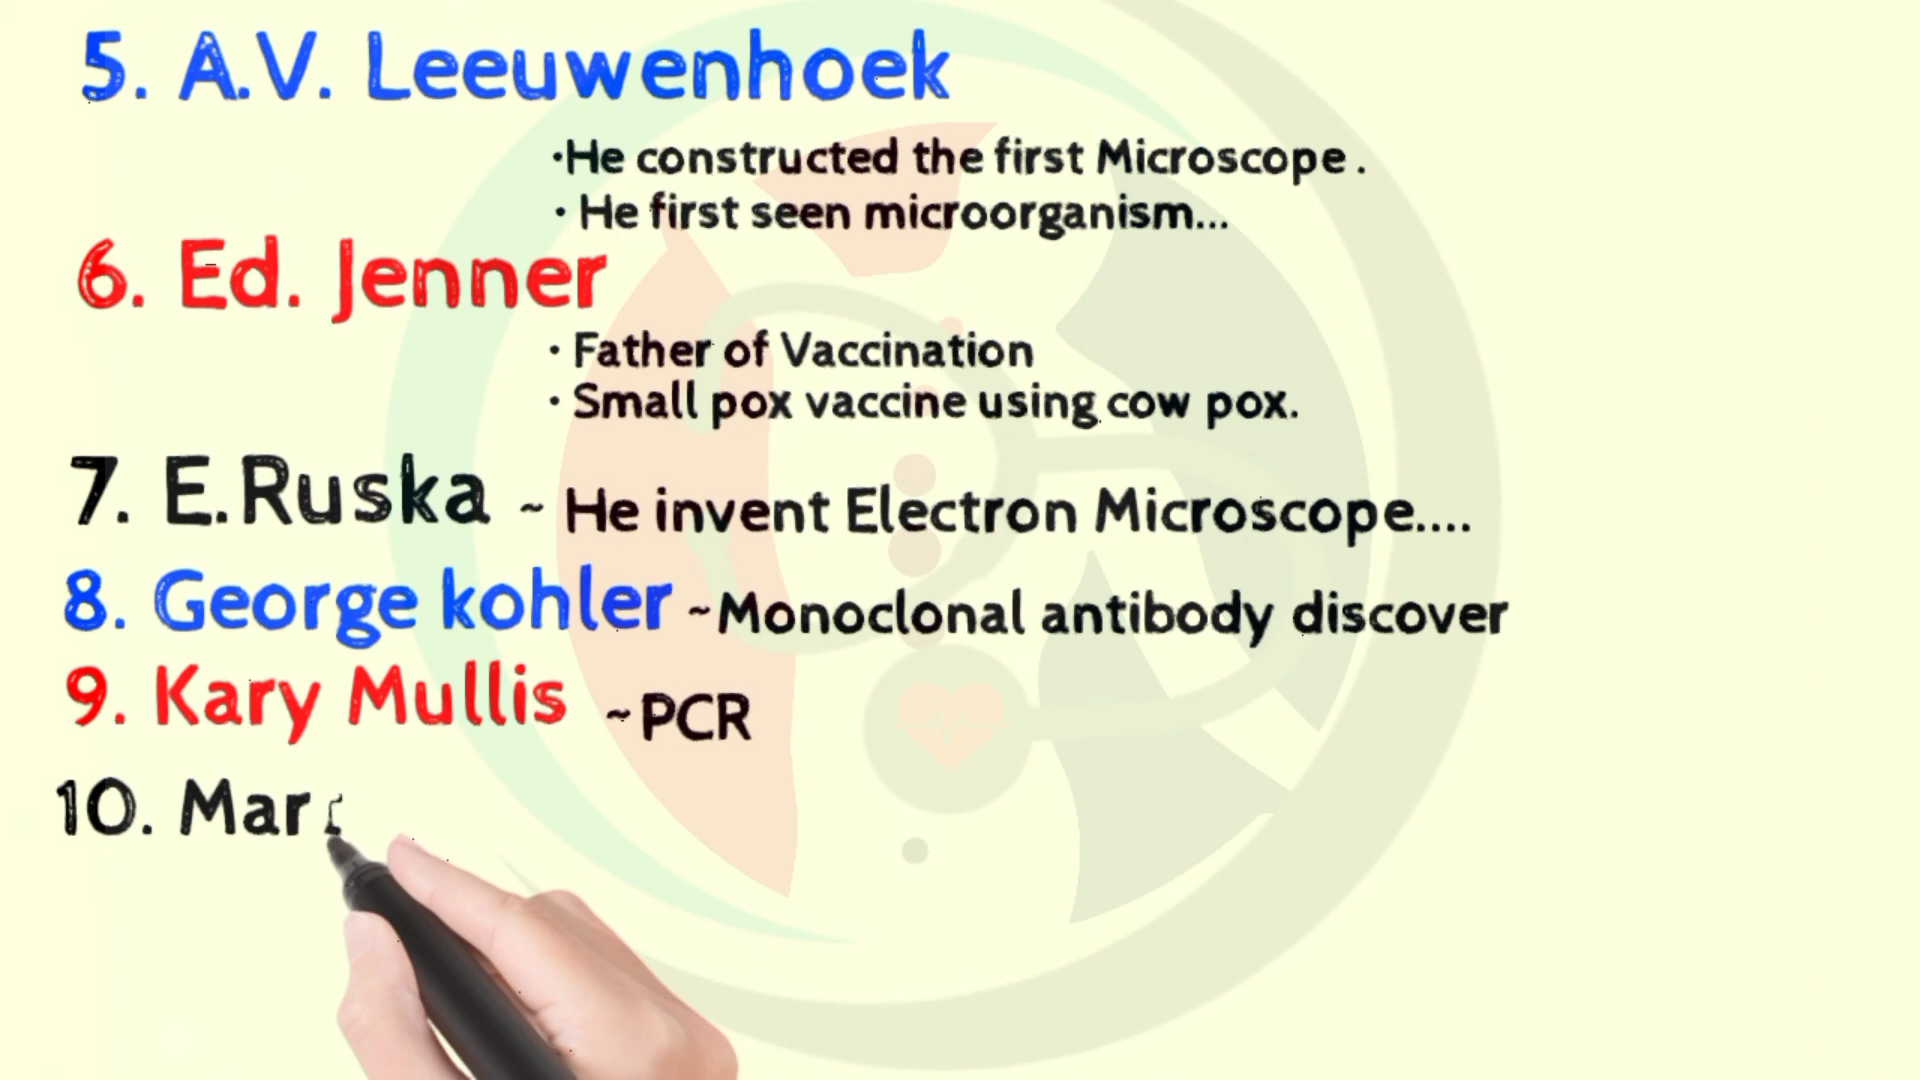 5. A.V. Leeuwenhoek
·He constructed the first Microscope .
· He first seen microorganism...
6. Ed. Jenner
· Father of Vaccination
· Small pox vaccine using cow pox.
7. E.Ruska ~ He invent Electron Microscope....
8. George kohler ~Monoclonal antibody discover
9. Kary Mullis ~PCR
10. Mar